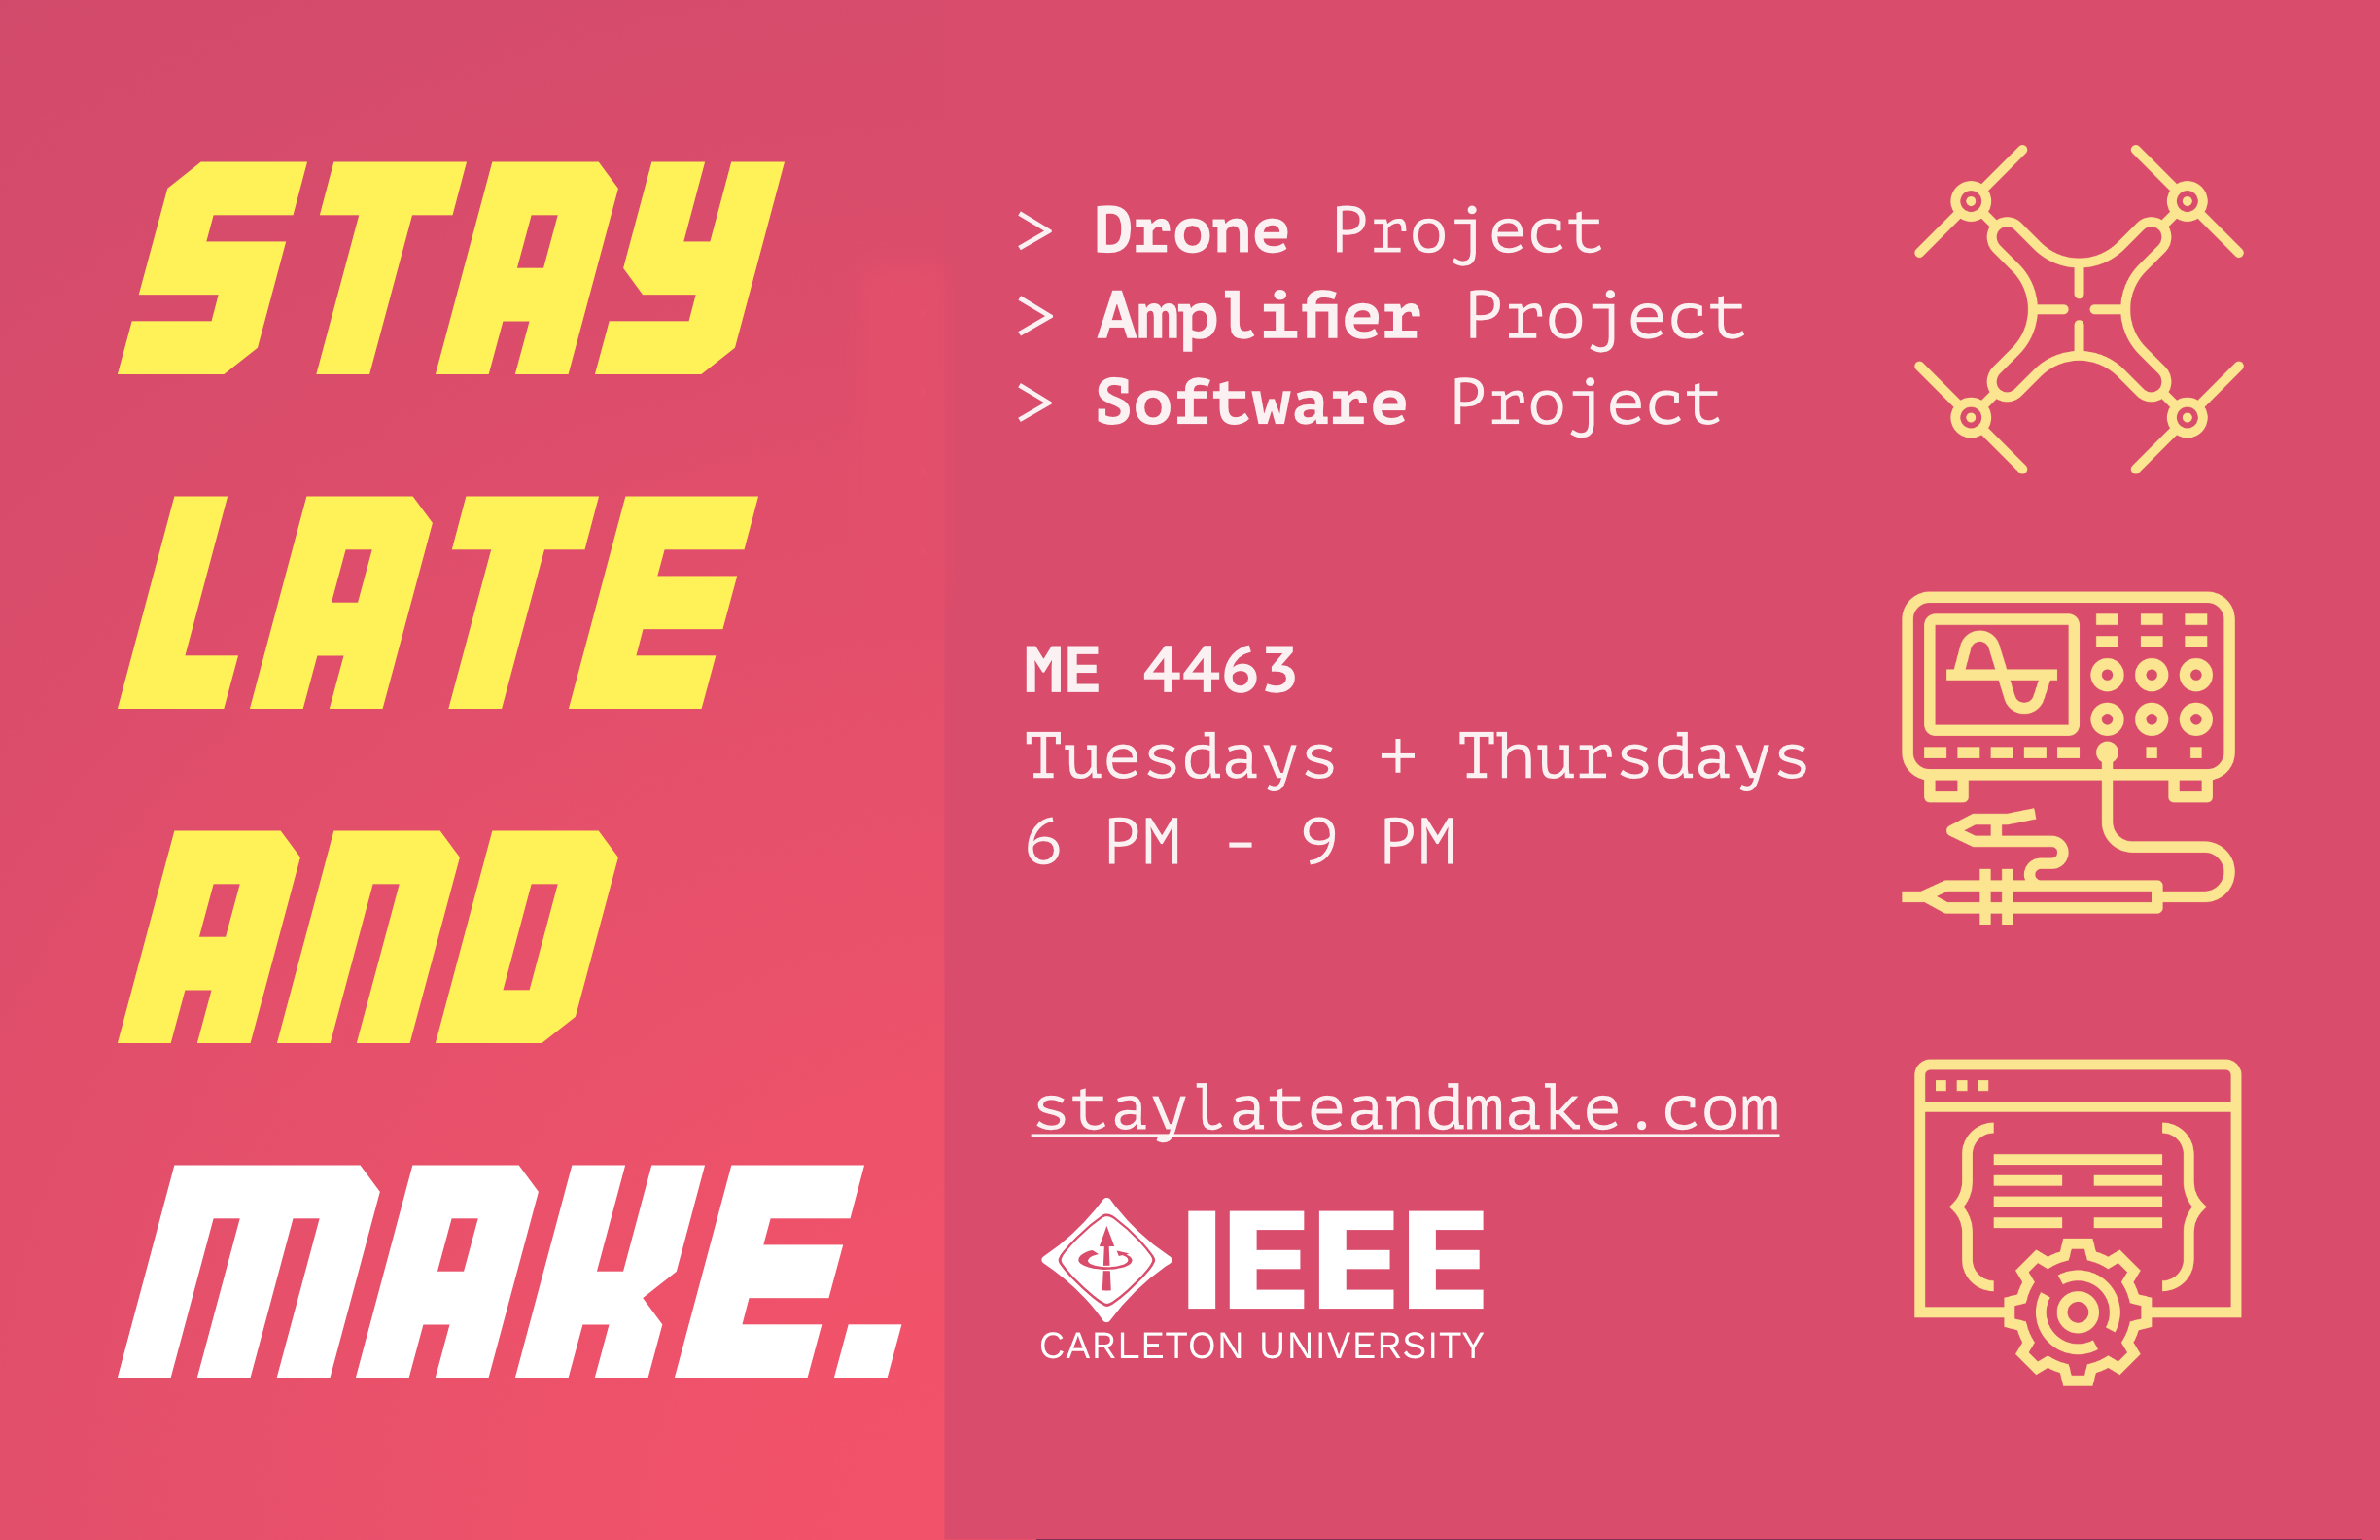 STAY
LATE
AND
MAKE.
> Drone Project
> Amplifier Project
> Software Project
ME 4463
Tuesdays + Thursdays
6 PM - 9 PM
staylateandmake.com
IEEE
CARLETON UNIVERSITY